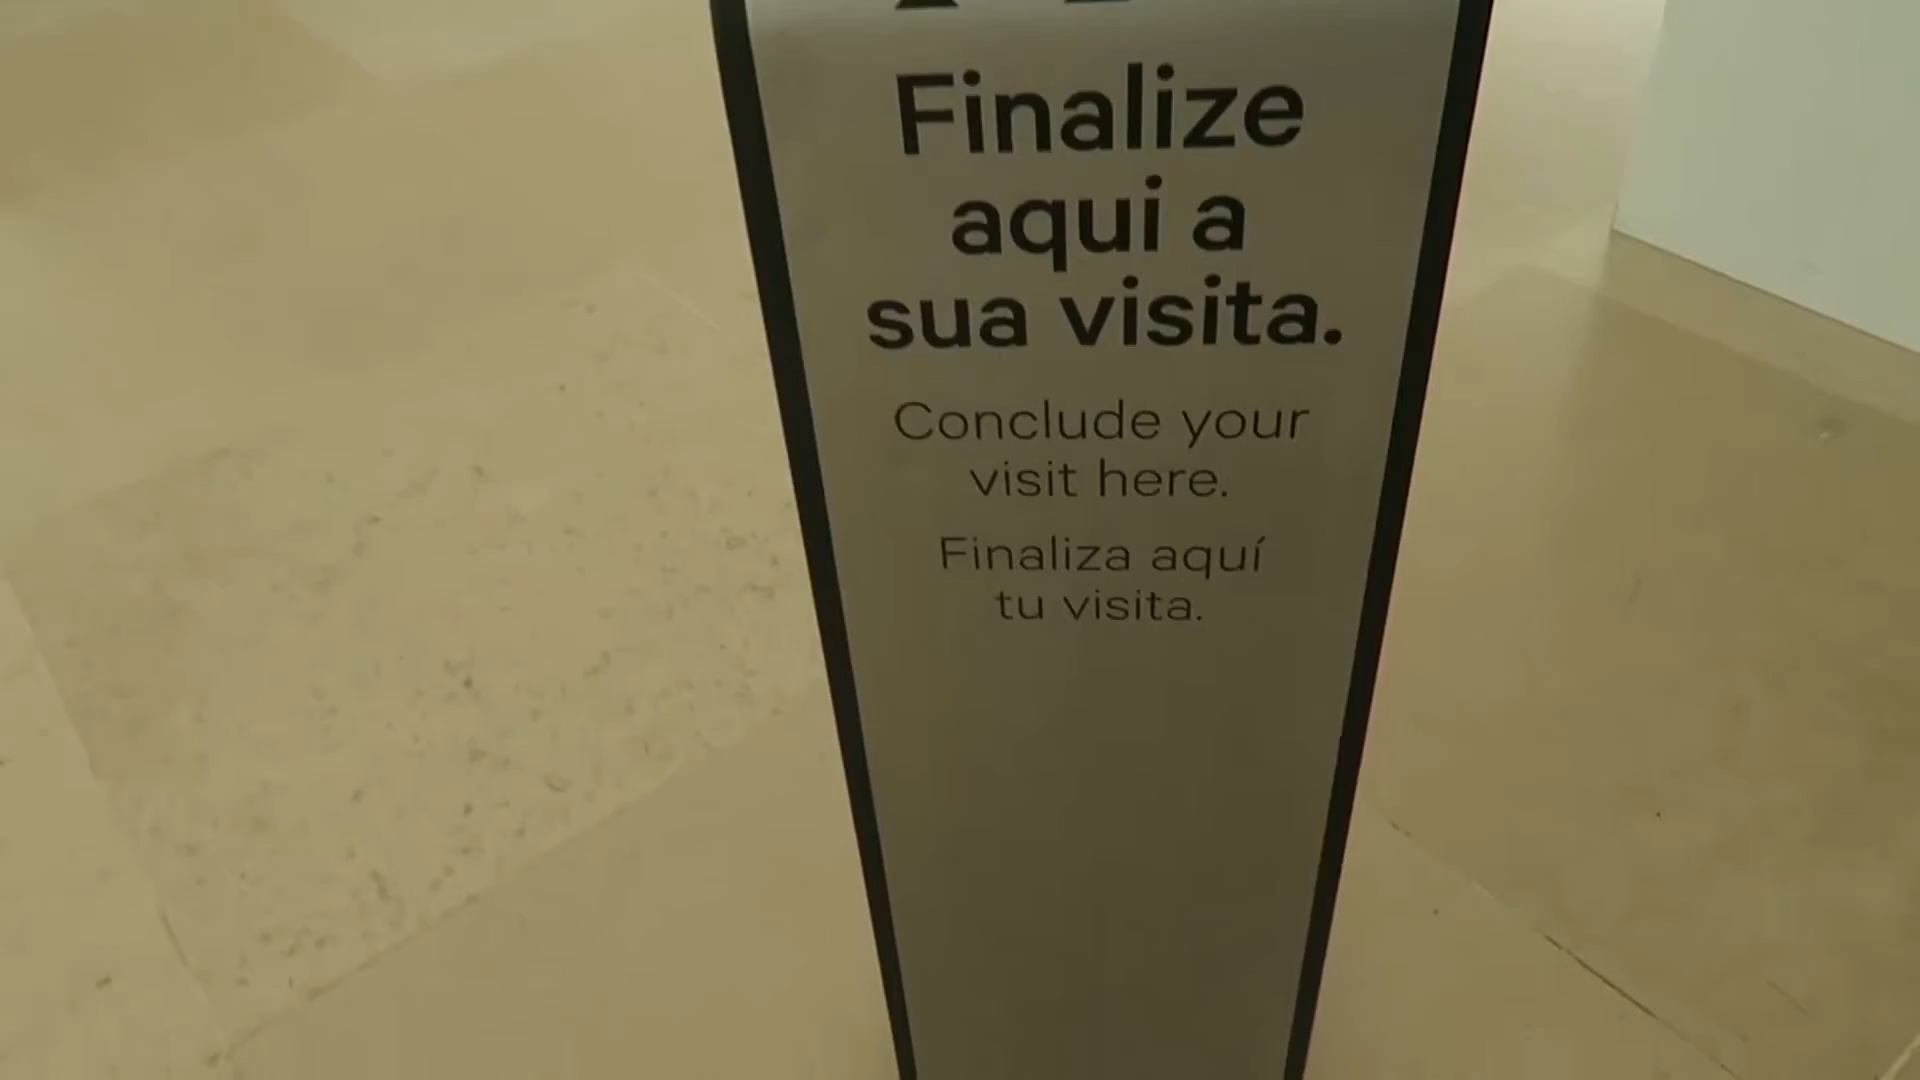 Finalize
aqui a
sua visita.
Conclude your
visit here.
Finaliza aquí
tu visita.